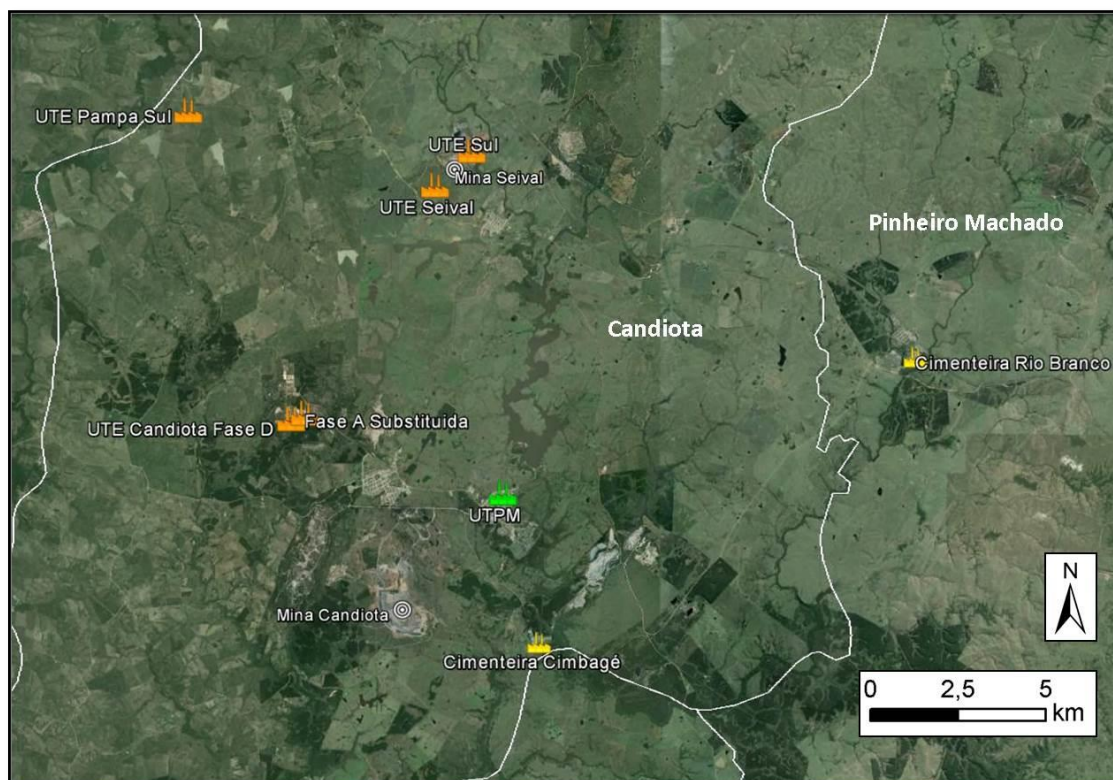 UTE Pampa Sul
UTE Sul
Mina Seival
UTE Seival
Pinheiro Machado
Candiota
Cimenteira Rio Branco
Fase A Substituida
UTE Candiota Fase D
UTPM
Mina Candiota
Cimenteira Cimbagé
N
0 2,5 5
km